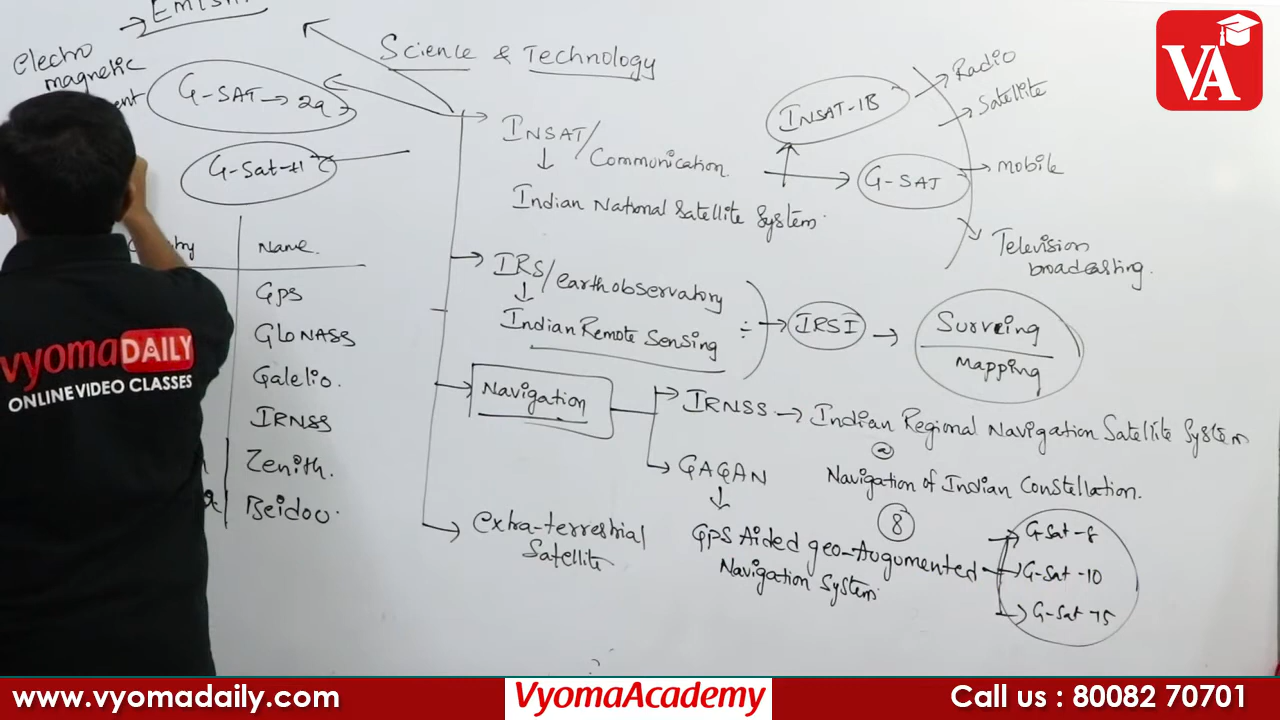 EMISAT
electro
magnetic
Science & Technology
G-SAT → 29
G-Sat-11
INSAT/
Communication
Indian National Satellite System
INSAT-1B
Radio
Satellite
G-SAT
mobile
Television
broadcasting.
Name
GPS
GLONASS
Galelio.
IRNSS
Zenith.
Beidou.
IRS/earth observatory
Indian Remote Sensing
IRSI
Surveing
mapping
Navigation
IRNSS → Indian Regional Navigation Satellite System
Navigation of Indian Constellation.
8
GAGAN
GPS Aided geo-Augumented
Navigation System
G-Sat-8
G-Sat-10
G-Sat-15
extra-terrestrial
Satellite
VA
vyoma DAILY
ONLINE VIDEO CLASSES
www.vyomadaily.com
VyomaAcademy
Call us : 80082 70701